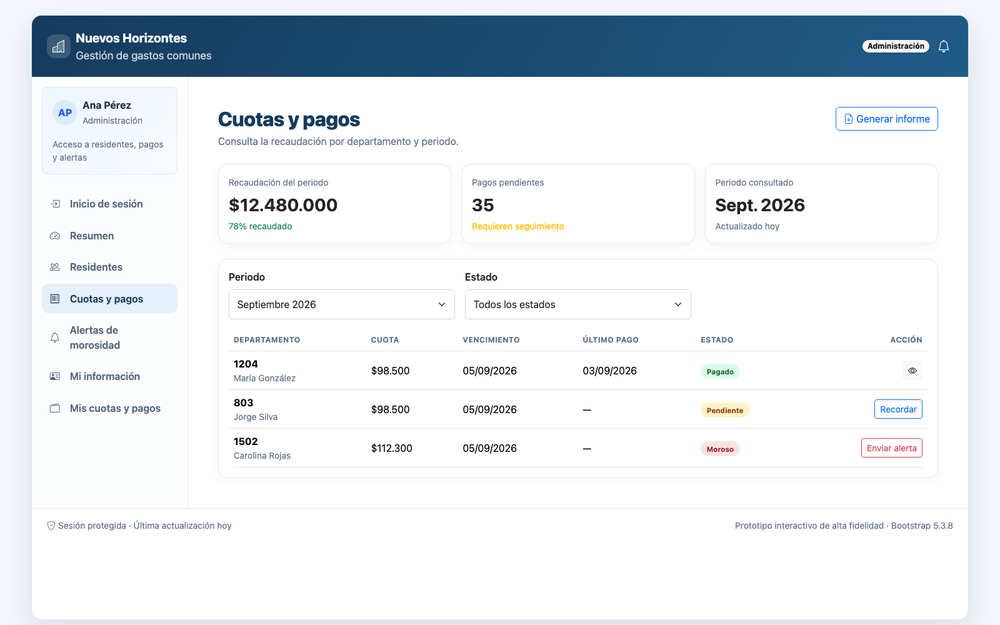 Nuevos Horizontes
Gestión de gastos comunes
Administración
AP
Ana Pérez
Administración
Acceso a residentes, pagos
y alertas
Inicio de sesión
Resumen
Residentes
Cuotas y pagos
Alertas de
morosidad
Mi información
Mis cuotas y pagos
Cuotas y pagos
Consulta la recaudación por departamento y periodo.
Generar informe
Recaudación del periodo
$12.480.000
78% recaudado
Pagos pendientes
35
Requieren seguimiento
Periodo consultado
Sept. 2026
Actualizado hoy
Periodo
Septiembre 2026
Estado
Todos los estados
DEPARTAMENTO CUOTA VENCIMIENTO ÚLTIMO PAGO ESTADO ACCIÓN
1204
María González
$98.500 05/09/2026 03/09/2026 Pagado
803
Jorge Silva
$98.500 05/09/2026 — Pendiente Recordar
1502
Carolina Rojas
$112.300 05/09/2026 — Moroso Enviar alerta
Sesión protegida · Última actualización hoy
Prototipo interactivo de alta fidelidad · Bootstrap 5.3.8